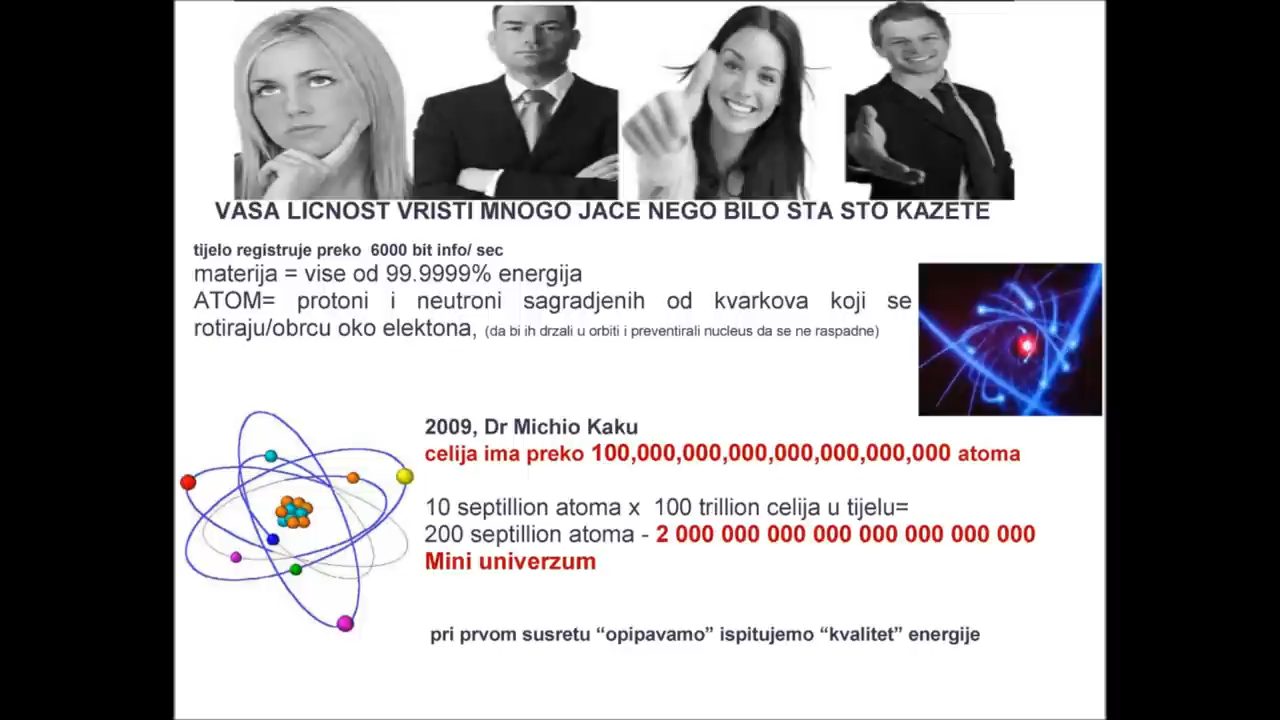 VASA LICNOST VRISTI MNOGO JACE NEGO BILO STA STO KAZETE
tijelo registruje preko 6000 bit info/ sec
materija = vise od 99.9999% energija
ATOM= protoni i neutroni sagradjenih od kvarkova koji se
rotiraju/obrcu oko elektona, (da bi ih drzali u orbiti i preventirali nucleus da se ne raspadne)
2009, Dr Michio Kaku
celija ima preko 100,000,000,000,000,000,000,000 atoma
10 septillion atoma x 100 trillion celija u tijelu=
200 septillion atoma - 2 000 000 000 000 000 000 000 000
Mini univerzum
pri prvom susretu “opipavamo” ispitujemo “kvalitet” energije